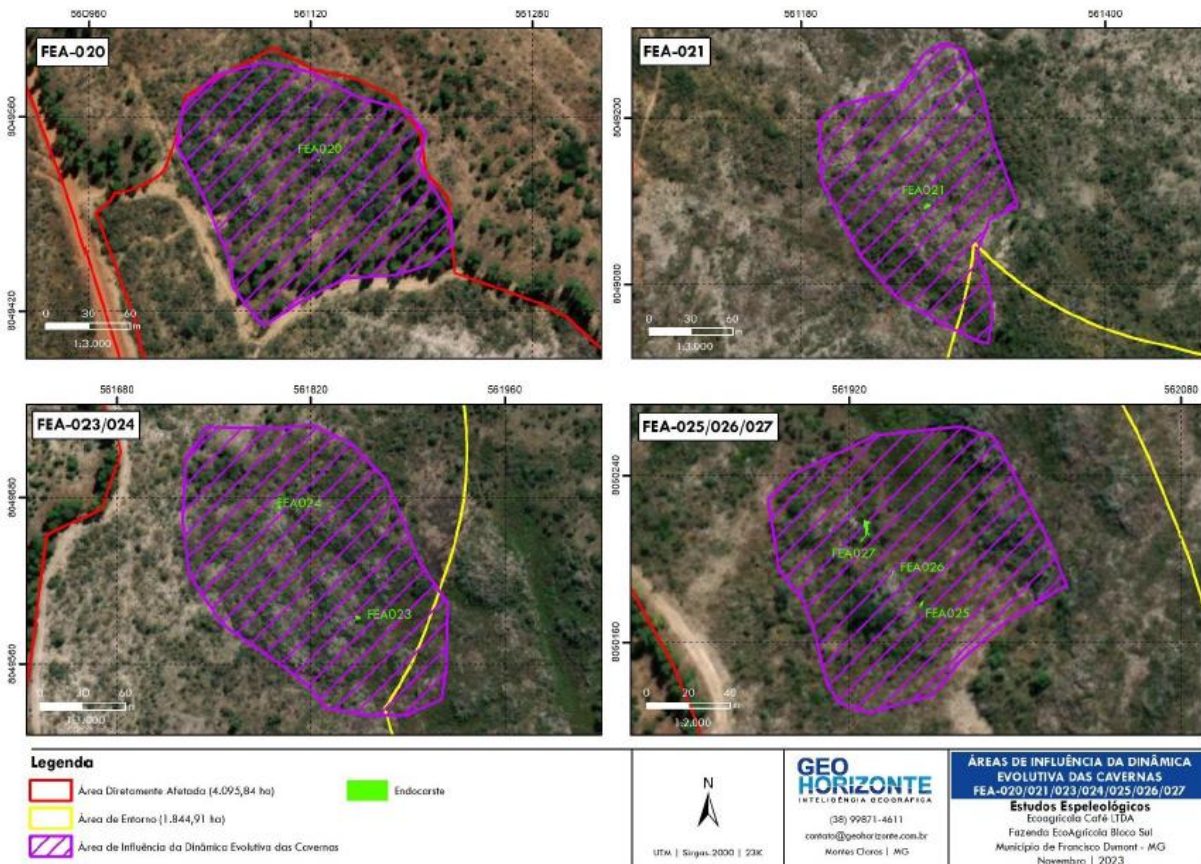 560960 561120 561280
FEA-020
8049560
FEA020
8049420
0 30 60
m
1:3.000
561160 561400
FEA-021
8049200
FEA021
8049080
0 30 60
m
1:3.000
561680 561820 561960
FEA-023/024
8049680
FEA024
FEA023
8049560
0 30 60
m
1:3.000
561920 562080
FEA-025/026/027
8050240
FEA027
FEA026
FEA025
8050160
0 20 40
m
1:2.000
Legenda
Área Diretamente Afetada (4.095,84 ha)
Endocarste
Área de Entorno (1.844,91 ha)
Área de Influência da Dinâmica Evolutiva das Cavernas
N
UTM | Sirgas 2000 | 23K
GEO
HORIZONTE
INTELIGÊNCIA GEOGRÁFICA
(38) 99871-4611
contato@geohorizonte.com.br
Montes Claros | MG
ÁREAS DE INFLUÊNCIA DA DINÂMICA
EVOLUTIVA DAS CAVERNAS
FEA-020/021/023/024/025/026/027
Estudos Espeleológicos
Ecoagrícola Café LTDA
Fazenda EcoAgrícola Bloco Sul
Município de Francisco Dumont - MG
Novembro | 2023